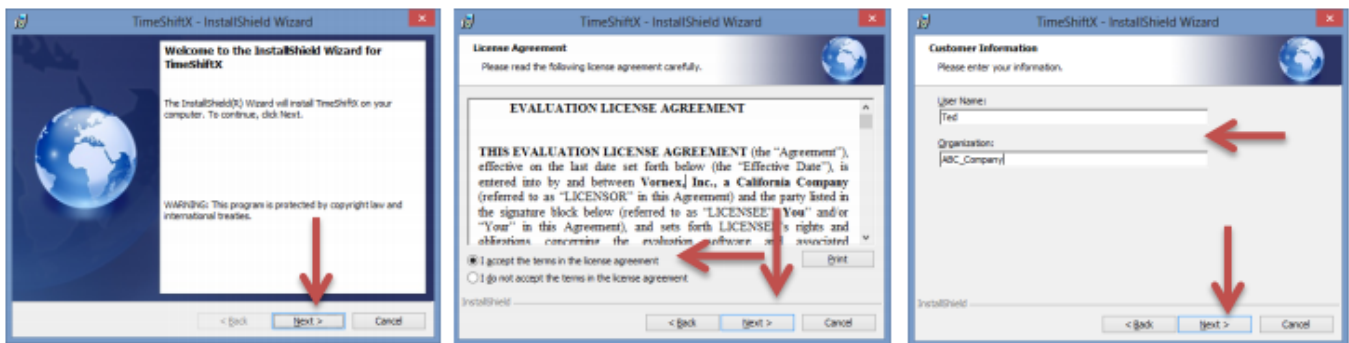 TimeShiftX - InstallShield Wizard
Welcome to the InstallShield Wizard for
TimeShiftX
The InstallShield(R) Wizard will install TimeShiftX on your
computer. To continue, click Next.
WARNING: This program is protected by copyright law and
international treaties.
< Back
Next >
Cancel
TimeShiftX - InstallShield Wizard
License Agreement
Please read the following license agreement carefully.
EVALUATION LICENSE AGREEMENT
THIS EVALUATION LICENSE AGREEMENT (the “Agreement”),
effective on the last date set forth below (the “Effective Date”), is
entered into by and between Vornex, Inc., a California Company
(referred to as “LICENSOR” in this Agreement) and the party listed in
the signature block below (referred to as “LICENSEE” You” and/or
“Your” in this Agreement), and sets forth LICENSEE's rights and
obligations concerning the evaluation software and associated
I accept the terms in the license agreement
Print
I do not accept the terms in the license agreement
InstallShield
< Back
Next >
Cancel
TimeShiftX - InstallShield Wizard
Customer Information
Please enter your information.
User Name:
Ted
Organization:
ABC_Company
InstallShield
< Back
Next >
Cancel